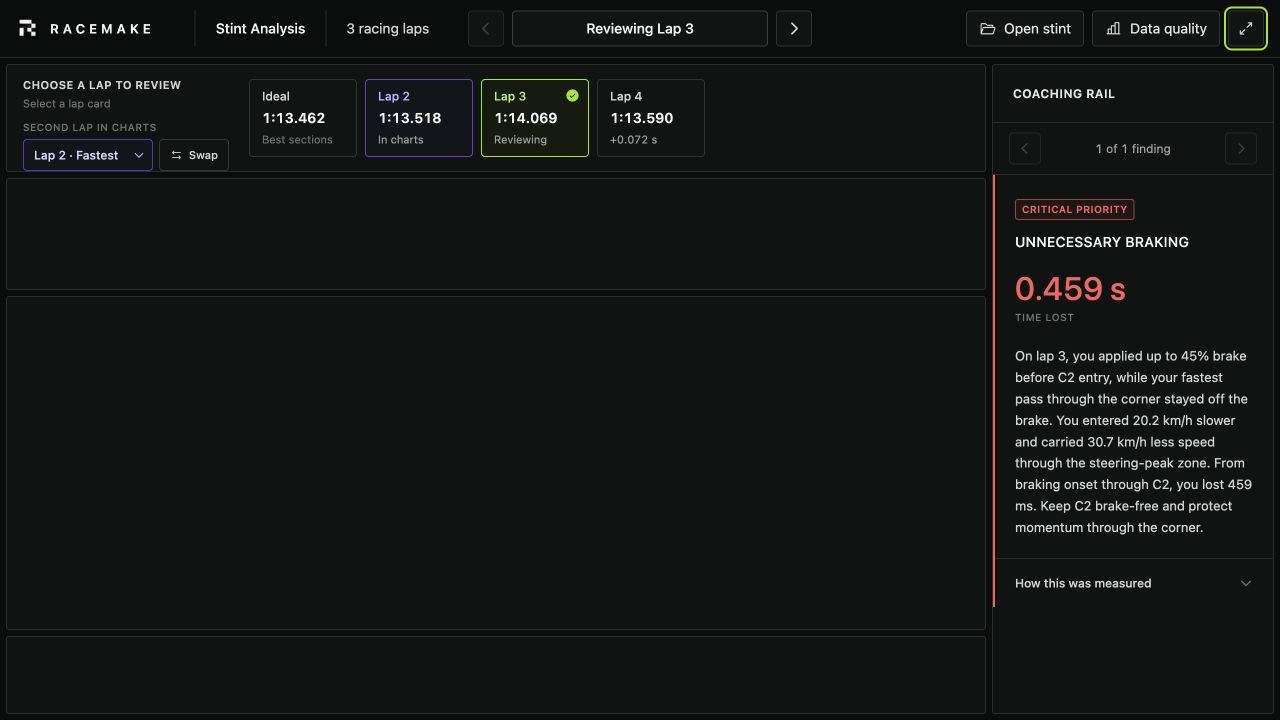 RACEMAKE
Stint Analysis
3 racing laps
Reviewing Lap 3
Open stint
Data quality
CHOOSE A LAP TO REVIEW
Select a lap card
SECOND LAP IN CHARTS
Lap 2 · Fastest
Swap
Ideal
1:13.462
Best sections
Lap 2
1:13.518
In charts
Lap 3
1:14.069
Reviewing
Lap 4
1:13.590
+0.072 s
COACHING RAIL
1 of 1 finding
CRITICAL PRIORITY
UNNECESSARY BRAKING
0.459 s
TIME LOST
On lap 3, you applied up to 45% brake
before C2 entry, while your fastest
pass through the corner stayed off the
brake. You entered 20.2 km/h slower
and carried 30.7 km/h less speed
through the steering-peak zone. From
braking onset through C2, you lost 459
ms. Keep C2 brake-free and protect
momentum through the corner.
How this was measured